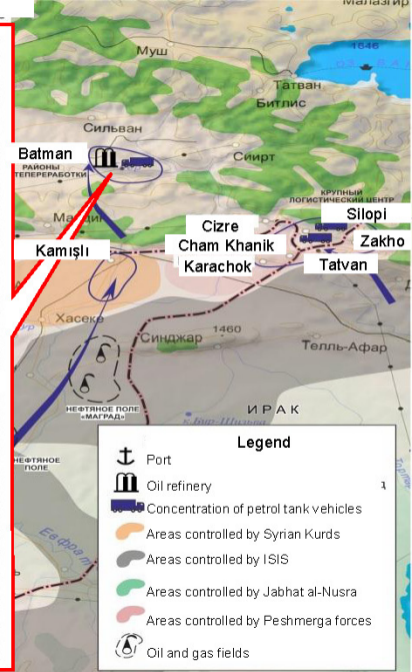 Малазгир
Муш
1646
Татван
Битлис
Сильван
Batman
РАЙОНЫ
ТЕПЕРЕРАБОТКИ
Сиирт
КРУПНЫЙ
ЛОГИСТИЧЕСКИЙ ЦЕНТР
Silopi
Cizre
Zakho
Kamışlı
Cham Khanik
Karachok
Tatvan
Хасеке
Синджар
1460
Телль-Афар
НЕФТЯНОЕ ПОЛЕ
«МАГРАД»
ИРАК
НЕФТЯНОЕ
ПОЛЕ
Евфрат
Legend
Port
Oil refinery
Concentration of petrol tank vehicles
Areas controlled by Syrian Kurds
Areas controlled by ISIS
Areas controlled by Jabhat al-Nusra
Areas controlled by Peshmerga forces
Oil and gas fields